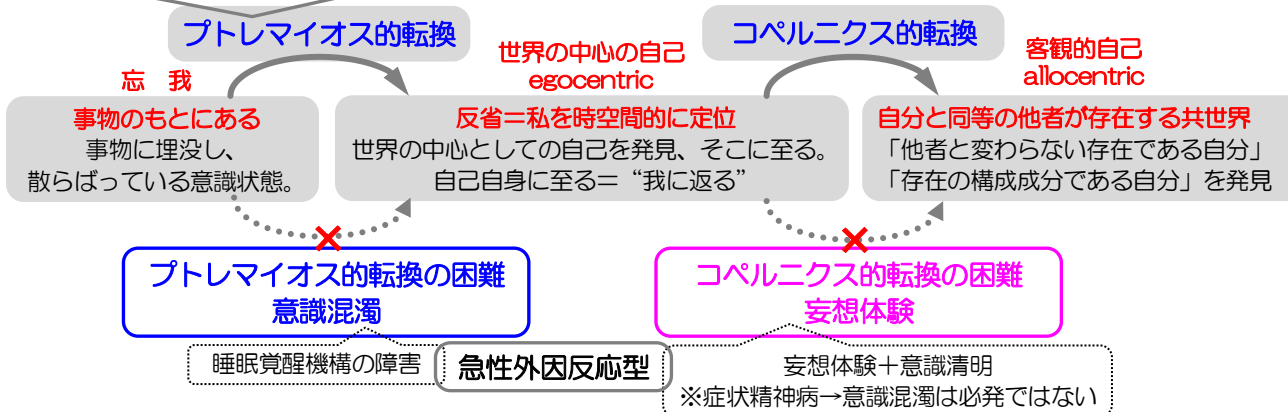 プトレマイオス的転換
コペルニクス的転換
忘　我
世界の中心の自己
egocentric
客観的自己
allocentric
事物のもとにある
事物に埋没し、
散らばっている意識状態。
反省＝私を時空間的に定位
世界の中心としての自己を発見、そこに至る。
自己自身に至る＝“我に返る”
自分と同等の他者が存在する共世界
「他者と変わらない存在である自分」
「存在の構成成分である自分」を発見
プトレマイオス的転換の困難
意識混濁
コペルニクス的転換の困難
妄想体験
睡眠覚醒機構の障害
急性外因反応型
妄想体験＋意識清明
※症状精神病→意識混濁は必発ではない